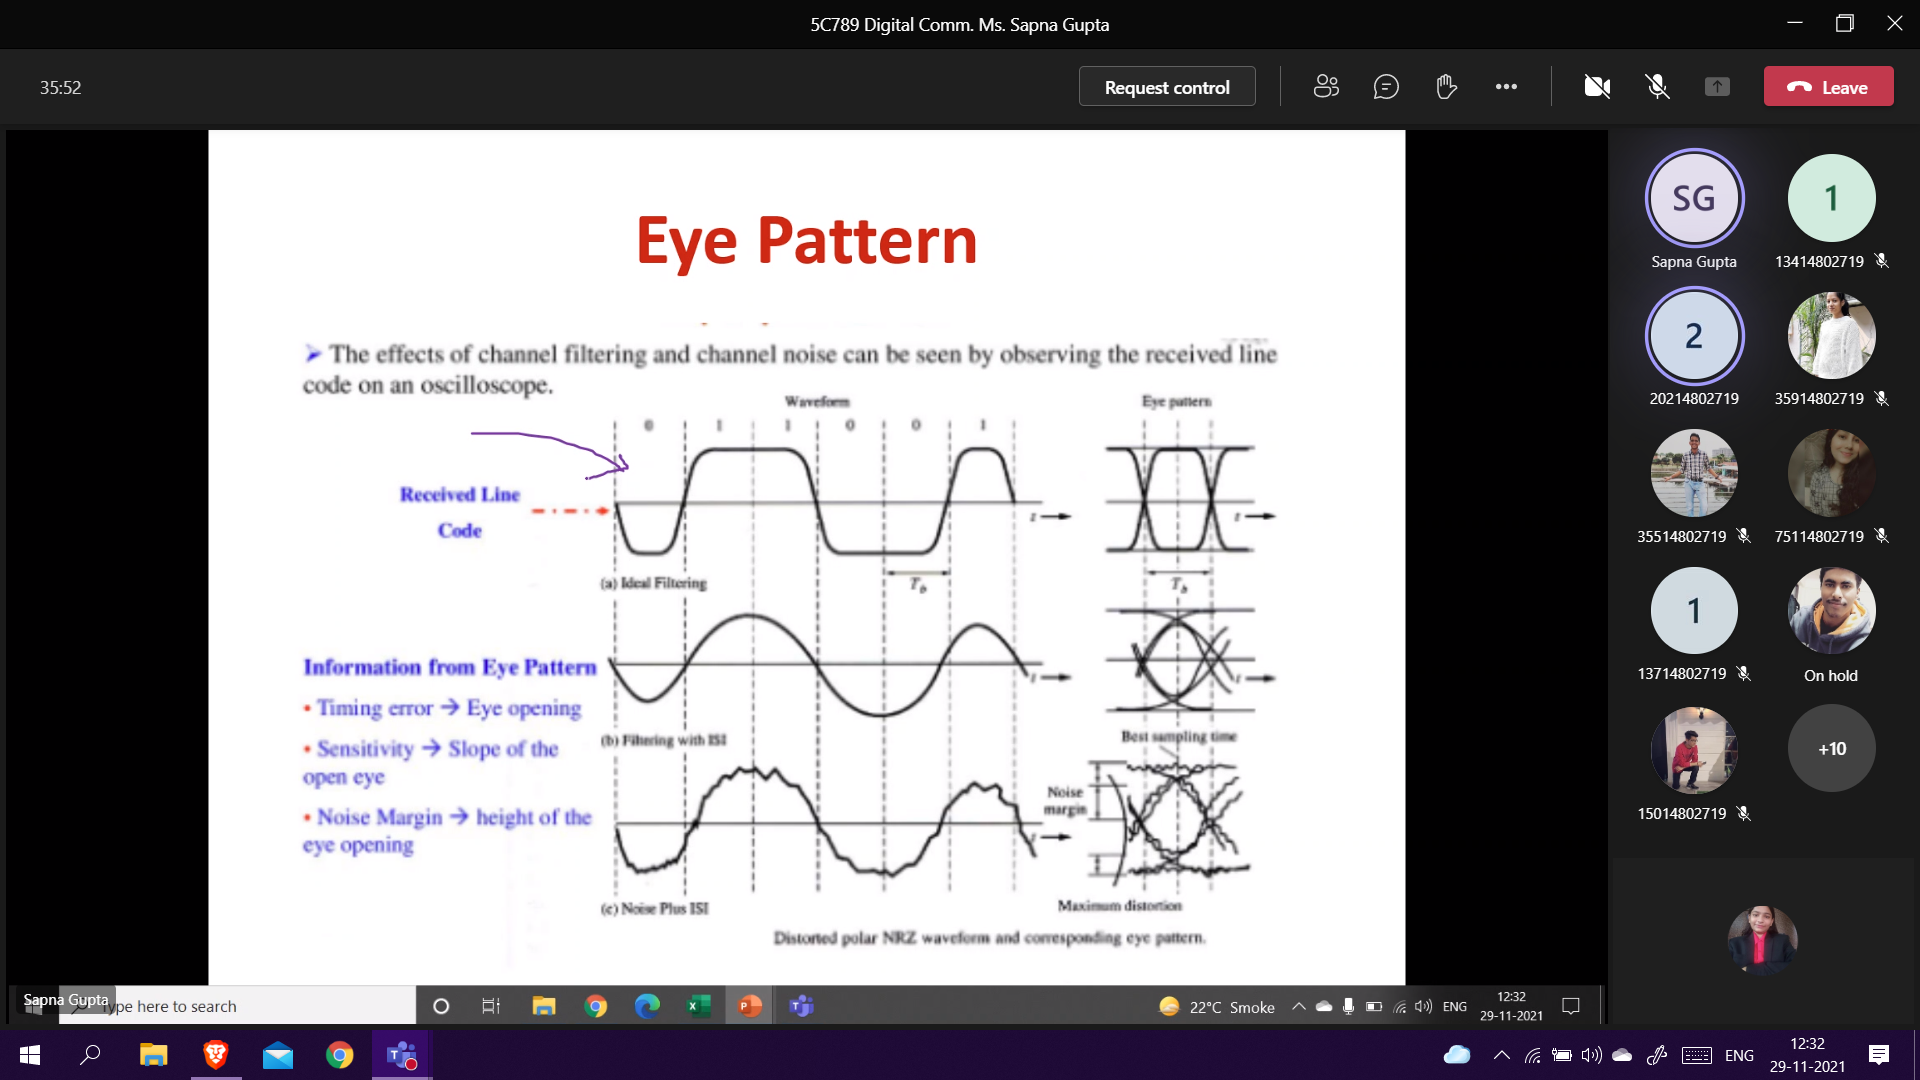 5C789 Digital Comm. Ms. Sapna Gupta
35:52
Request control
Leave
Eye Pattern
➢ The effects of channel filtering and channel noise can be seen by observing the received line
code on an oscilloscope.
Waveform
Eye pattern
0 1 1 0 0 1
Received Line
Code
t
t
(a) Ideal Filtering
T_b
T_b
Information from Eye Pattern
• Timing error → Eye opening
• Sensitivity → Slope of the
open eye
• Noise Margin → height of the
eye opening
t
t
(b) Filtering with ISI
Best sampling time
Noise
margin
t
(c) Noise Plus ISI
Maximum distortion
Distorted polar NRZ waveform and corresponding eye pattern.
SG
Sapna Gupta
1
13414802719
2
20214802719
35914802719
35514802719
75114802719
1
13714802719
On hold
15014802719
+10
Sapna Gupta
Type here to search
22°C Smoke
ENG
12:32
29-11-2021
ENG
12:32
29-11-2021